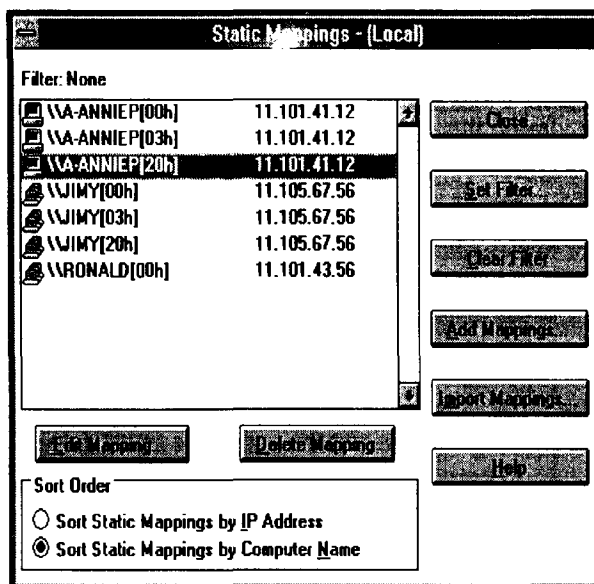 Static Mappings - (Local)
Filter: None
\\A-ANNIEP[00h] 11.101.41.12
\\A-ANNIEP[03h] 11.101.41.12
\\A-ANNIEP[20h] 11.101.41.12
\\JIMY[00h] 11.105.67.56
\\JIMY[03h] 11.105.67.56
\\JIMY[20h] 11.105.67.56
\\RONALD[00h] 11.101.43.56
Close
Set Filter...
Clear Filter
Add Mappings...
Import Mappings...
Help
Edit Mapping...
Delete Mapping
Sort Order
Sort Static Mappings by IP Address
Sort Static Mappings by Computer Name